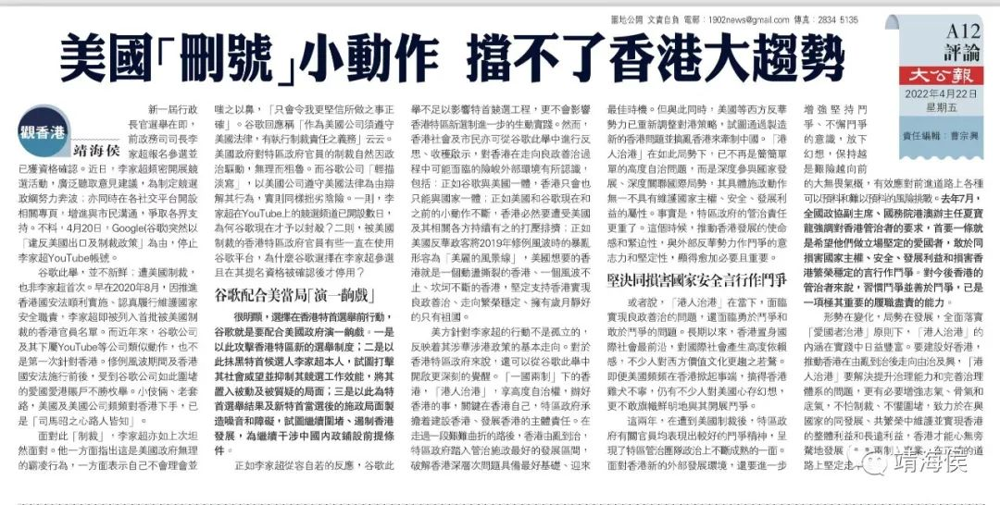 圖地公開 文責自負 電郵：1902news@gmail.com 傳真：2834 5135
美國「刪號」小動作 擋不了香港大趨勢
A12
評論
大公報
2022年4月22日
星期五
責任編輯：曹宗興
觀香港
靖海侯
新一屆行政
長官選舉在即，
前政務司司長李
家超報名參選並
已獲資格確認。近日，李家超頻密開展競
選活動，廣泛聽取意見建議，為制定競選
政綱努力奔波；亦同時在各社交平台開設
相關專頁，增進與市民溝通，爭取各界支
持。不料，4月20日，Google(谷歌)突然以
「違反美國出口及制裁政策」為由，停止
李家超YouTube帳號。
谷歌此舉，並不新鮮；遭美國制裁，
也非李家超首次。早在2020年8月，因推進
香港國安法順利實施、認真履行維護國家
安全職責，李家超即被列入首批被美國制
裁的香港官員名單。而近年來，谷歌公司
及其下屬YouTube等公司類似動作，也不
是第一次針對香港。修例風波期間及香港
國安法施行前後，受到谷歌公司如此圍堵
的愛國愛港賬戶不勝枚舉。小伎倆、老套
路，美國及美國公司頻頻對香港下手，已
是「司馬昭之心路人皆知」。
面對此「制裁」，李家超亦如上次坦
然面對。他一方面指出這是美國政府無理
的霸凌行為，一方面表示自己不會理會並
嗤之以鼻，「只會令我更堅信所做之事正
確」。谷歌回應稱「作為美國公司須遵守
美國法律，有執行制裁責任之義務」云云。
美國政府對特區政府官員的制裁自然因政
治驅動，無理而粗魯。而谷歌公司「輕描
淡寫」，以美國公司遵守美國法律為由辯
解其行為，實則同樣拙劣陰險。一則，李
家超在YouTube上的競選頻道已開設數日，
為何谷歌現在才予以封殺？二則，被美國
制裁的香港特區政府官員有些一直在使用
谷歌平台，為什麼谷歌選擇在李家超參選
且在其提名資格被確認後才停用？
谷歌配合美當局「演一齣戲」
很明顯，選擇在香港特首選舉前行動，
谷歌就是要配合美國政府演一齣戲。一是
以此攻擊香港特區新的選舉制度；二是以
此抹黑特首候選人李家超本人，試圖打擊
其社會威望並抑制其競選工作效能，將其
置入被動及被質疑的局面；三是以此為特
首選舉結果及新特首當選後的施政局面製
造噪音和障礙，試圖繼續圍堵、遏制香港
發展，為繼續干涉中國內政鋪設前提條
件。
正如李家超從容自若的反應，谷歌此
舉不足以影響特首競選工程，更不會影響
香港特區新選制進一步的生動實踐。然而，
香港社會及市民亦可從谷歌此舉中進行反
思、收穫啟示，對香港在走向良政善治過
程中可能面臨的險峻外部環境有所認識，
包括：正如谷歌與美國一體，香港只會也
只能與國家一體；正如美國和谷歌現在和
之前的小動作不斷，香港必然要遭受美國
及其相關各方持續有之的打壓排擠；正如
美國反華政客將2019年修例風波時的暴亂
形容為「美麗的風景線」，美國想要的香
港就是一個動盪撕裂的香港、一個風波不
止、坎坷不斷的香港，堅定支持香港實現
良政善治、走向繁榮穩定、擁有歲月靜好
的只有祖國。
美方針對李家超的行動不是孤立的，
反映着其涉華涉港政策的基本走向。對於
香港特區政府來說，還可以從谷歌此舉中
開啟更深刻的覺醒。「一國兩制」下的香
港，「港人治港」，享高度自治權，辦好
香港的事，關鍵在香港自己，特區政府承
擔着建設香港、發展香港的主體責任。在
走過一段艱難曲折的路後，香港由亂到治，
特區政府踏入管治施政最好的發展區間，
破解香港深層次問題具備最好基礎、迎來
最佳時機。但與此同時，美國等西方反華
勢力已重新調整對港策略，試圖通過製造
新的香港問題並搞亂香港來牽制中國。「港
人治港」在如此局勢下，已不再是簡簡單
單的高度自治問題，而是深度參與國家發
展、深度關聯國際局勢，其具體施政動作
無一不具有維護國家主權、安全、發展利
益的屬性。事實是，特區政府的管治責任
更重了。這個時候，推動香港發展的使命
感和緊迫性，與外部反華勢力作鬥爭的意
志力和堅定性，顯得愈加必要且重要。
堅決同損害國家安全言行作鬥爭
或者說，「港人治港」在當下，面臨
實現良政善治的問題，還面臨勇於鬥爭和
敢於鬥爭的問題。長期以來，香港置身國
際社會最前沿，對國際社會產生高度依賴
感，不少人對西方價值文化更趨之若鶩。
即便美國頻頻在香港掀起事端，搞得香港
雞犬不寧，仍有不少人對美國心存幻想，
更不敢旗幟鮮明地與其開展鬥爭。
這兩年，在遭到美國制裁後，特區政
府有關官員均表現出較好的鬥爭精神，呈
現了特區管治團隊政治上不斷成熟的一面。
面對香港新的外部發展環境，還要進一步
增強堅持鬥
爭、不懈鬥爭
的意識，放下
幻想，保持越
是艱險越向前
的大無畏氣概，有效應對前進道路上各種
可以預料和難以預料的風險挑戰。去年7月，
全國政協副主席、國務院港澳辦主任夏寶
龍強調對香港管治者的要求，首要一條就
是希望他們做立場堅定的愛國者，敢於同
損害國家主權、安全、發展利益和損害香
港繁榮穩定的言行作鬥爭。對今後香港的
管治者來說，習慣鬥爭並善於鬥爭，已是
一項極其重要的履職盡責的能力。
形勢在變化，局勢在發展，全面落實
「愛國者治港」原則下，「港人治港」的
內涵在實踐中日益豐富。要建設好香港，
推動香港在由亂到治後走向由治及興，「港
人治港」要解決提升治理能力和完善治理
體系的問題，更有必要增強志氣、骨氣和
底氣，不怕制裁、不懼圍堵，致力於在與
國家的同發展、共繁榮中維護並實現香港
的整體利益和長遠利益，香港才能心無旁
騖地發展，
路上堅定走
靖海侯